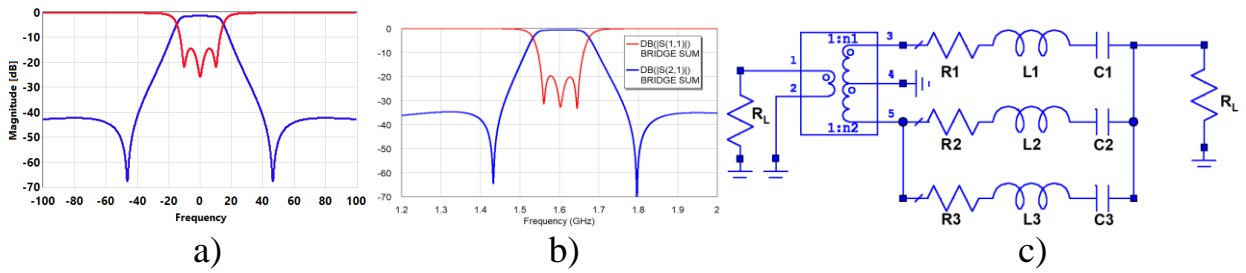 0
-10
-20
-30
-40
-50
-60
-70
Magnitude [dB]
-100 -80 -60 -40 -20 0 20 40 60 80 100
Frequency
a)
0
-10
-20
-30
-40
-50
-60
-70
DB(|S(1,1)|)
BRIDGE SUM
DB(|S(2,1)|)
BRIDGE SUM
1.2 1.3 1.4 1.5 1.6 1.7 1.8 1.9 2
Frequency (GHz)
b)
1:n1
1
2
3
4
5
1:n2
RL
R1 L1 C1
R2 L2 C2
R3 L3 C3
RL
c)